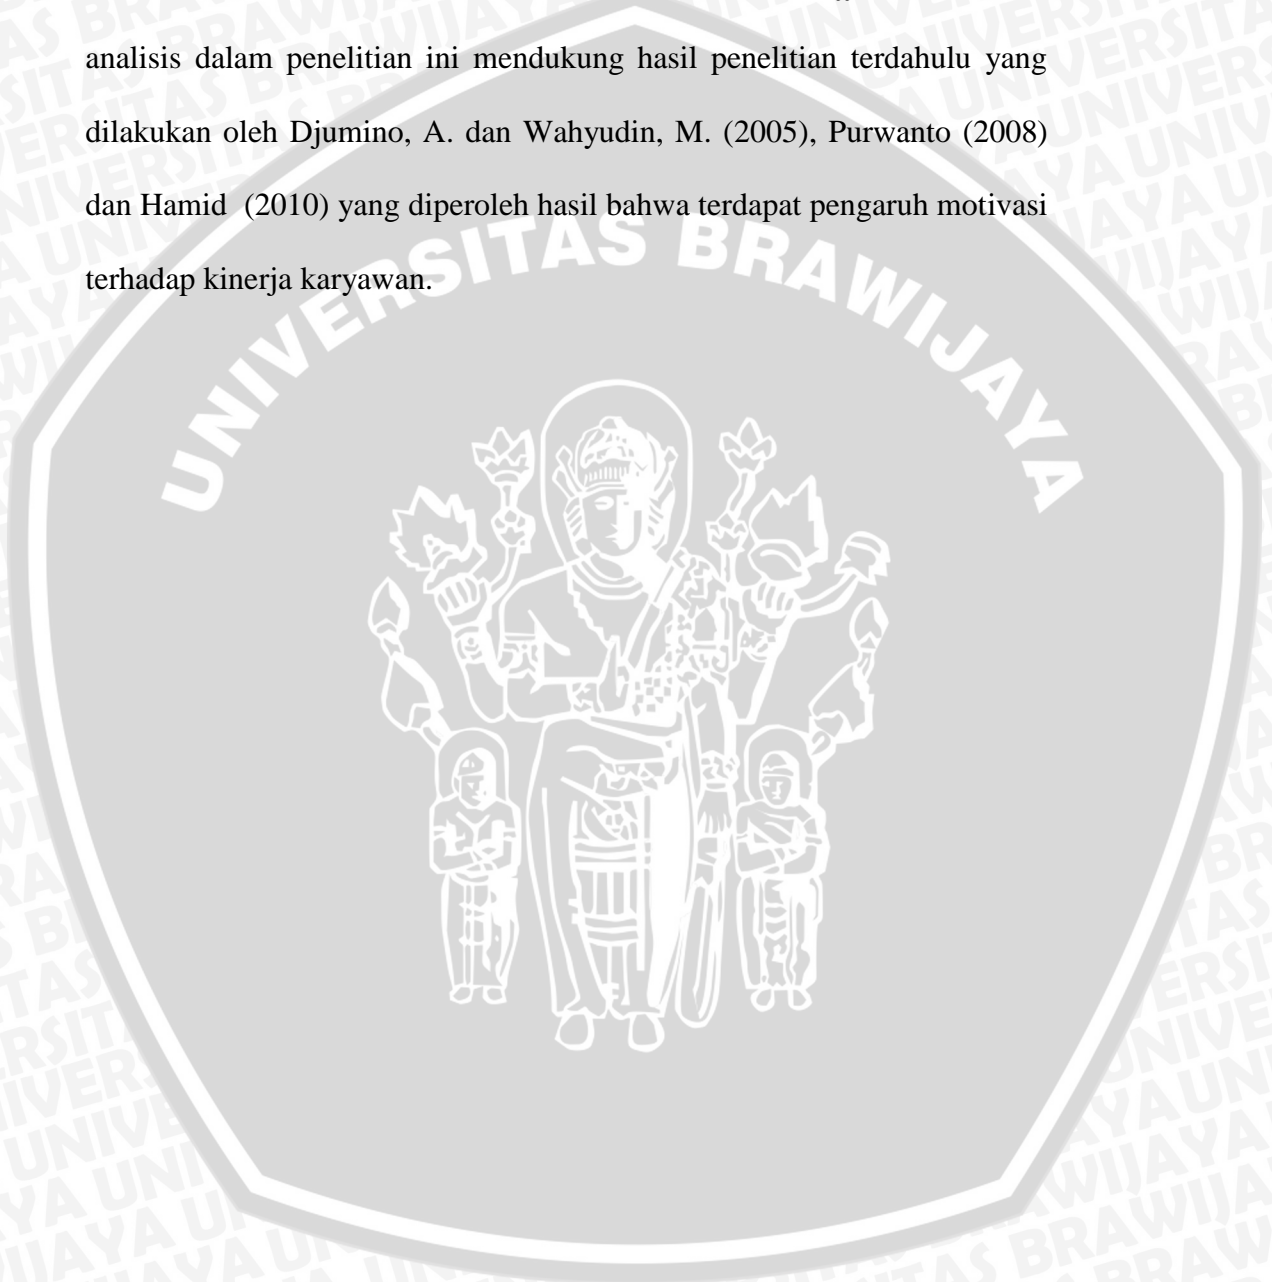 analisis dalam penelitian ini mendukung hasil penelitian terdahulu yang
dilakukan oleh Djumino, A. dan Wahyudin, M. (2005), Purwanto (2008)
dan Hamid (2010) yang diperoleh hasil bahwa terdapat pengaruh motivasi
terhadap kinerja karyawan.
UNIVERSITAS BRAWIJAYA